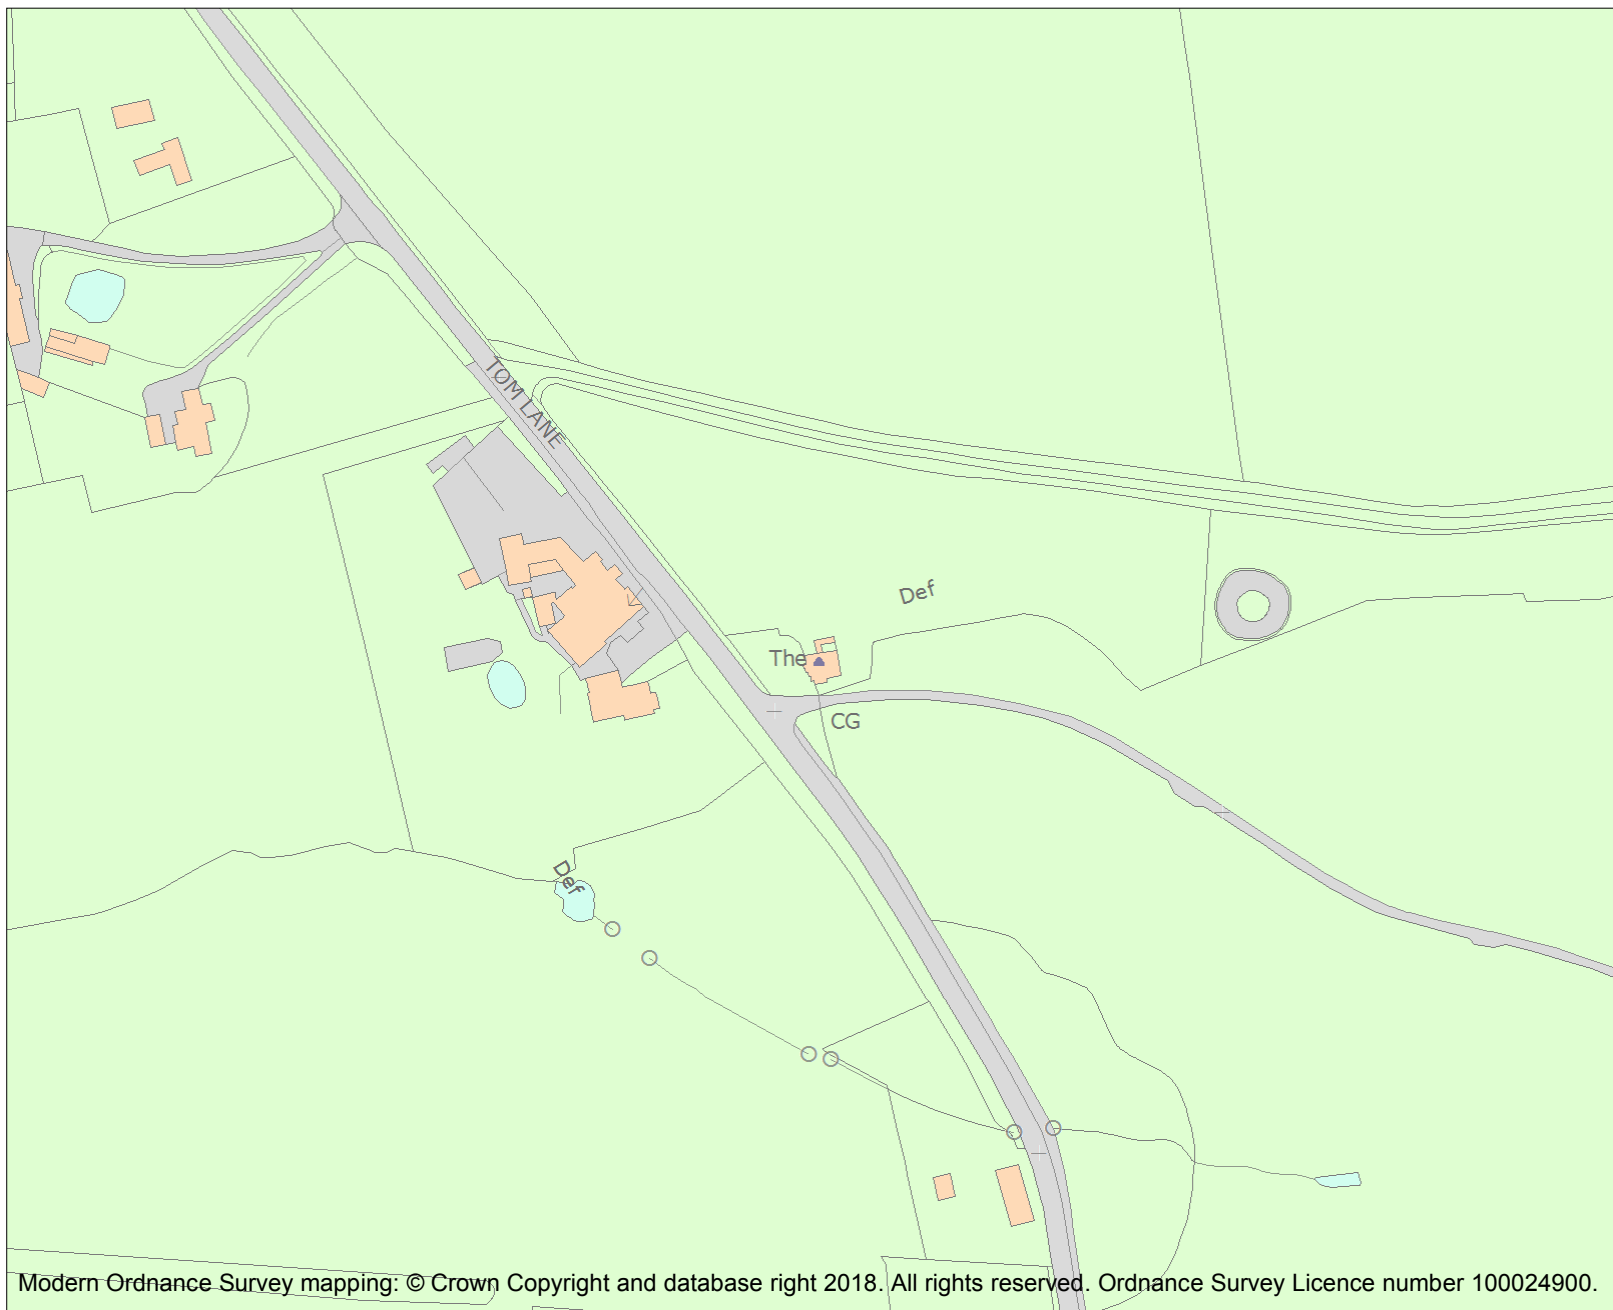 TOM LANE
Def
The
CG
Def
Modern Ordnance Survey mapping: © Crown Copyright and database right 2018. All rights reserved. Ordnance Survey Licence number 100024900.